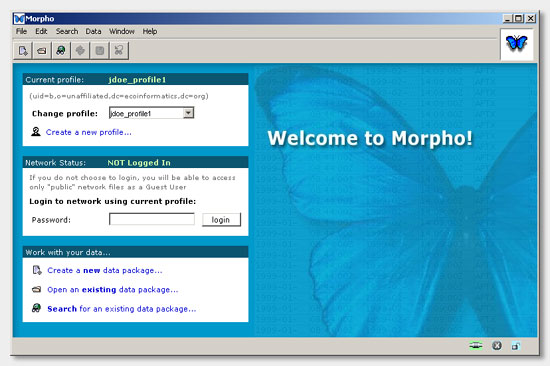 Morpho
File Edit Search Data Window Help
Current profile: jdoe_profile1
(uid=b,o=unaffiliated,dc=ecoinformatics,dc=org)
Change profile: jdoe_profile1
Create a new profile...
Welcome to Morpho!
Network Status: NOT Logged In
If you do not choose to login, you will be able to access
only "public" network files as a Guest User
Login to network using current profile:
Password: login
Work with your data...
Create a new data package...
Open an existing data package...
Search for an existing data package...